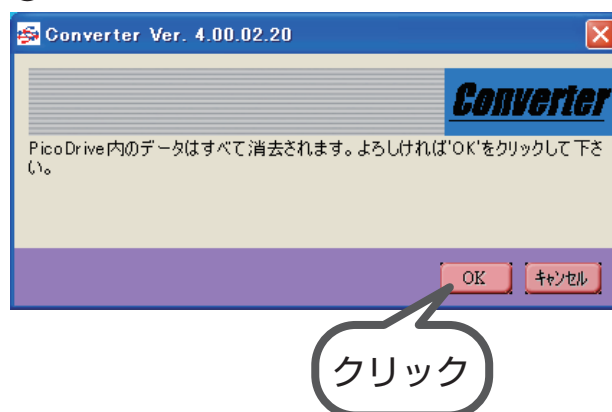 Converter Ver. 4.00.02.20
Converter
PicoDrive内のデータはすべて消去されます。よろしければ'OK'をクリックして下さ
い。
OK キャンセル
クリック